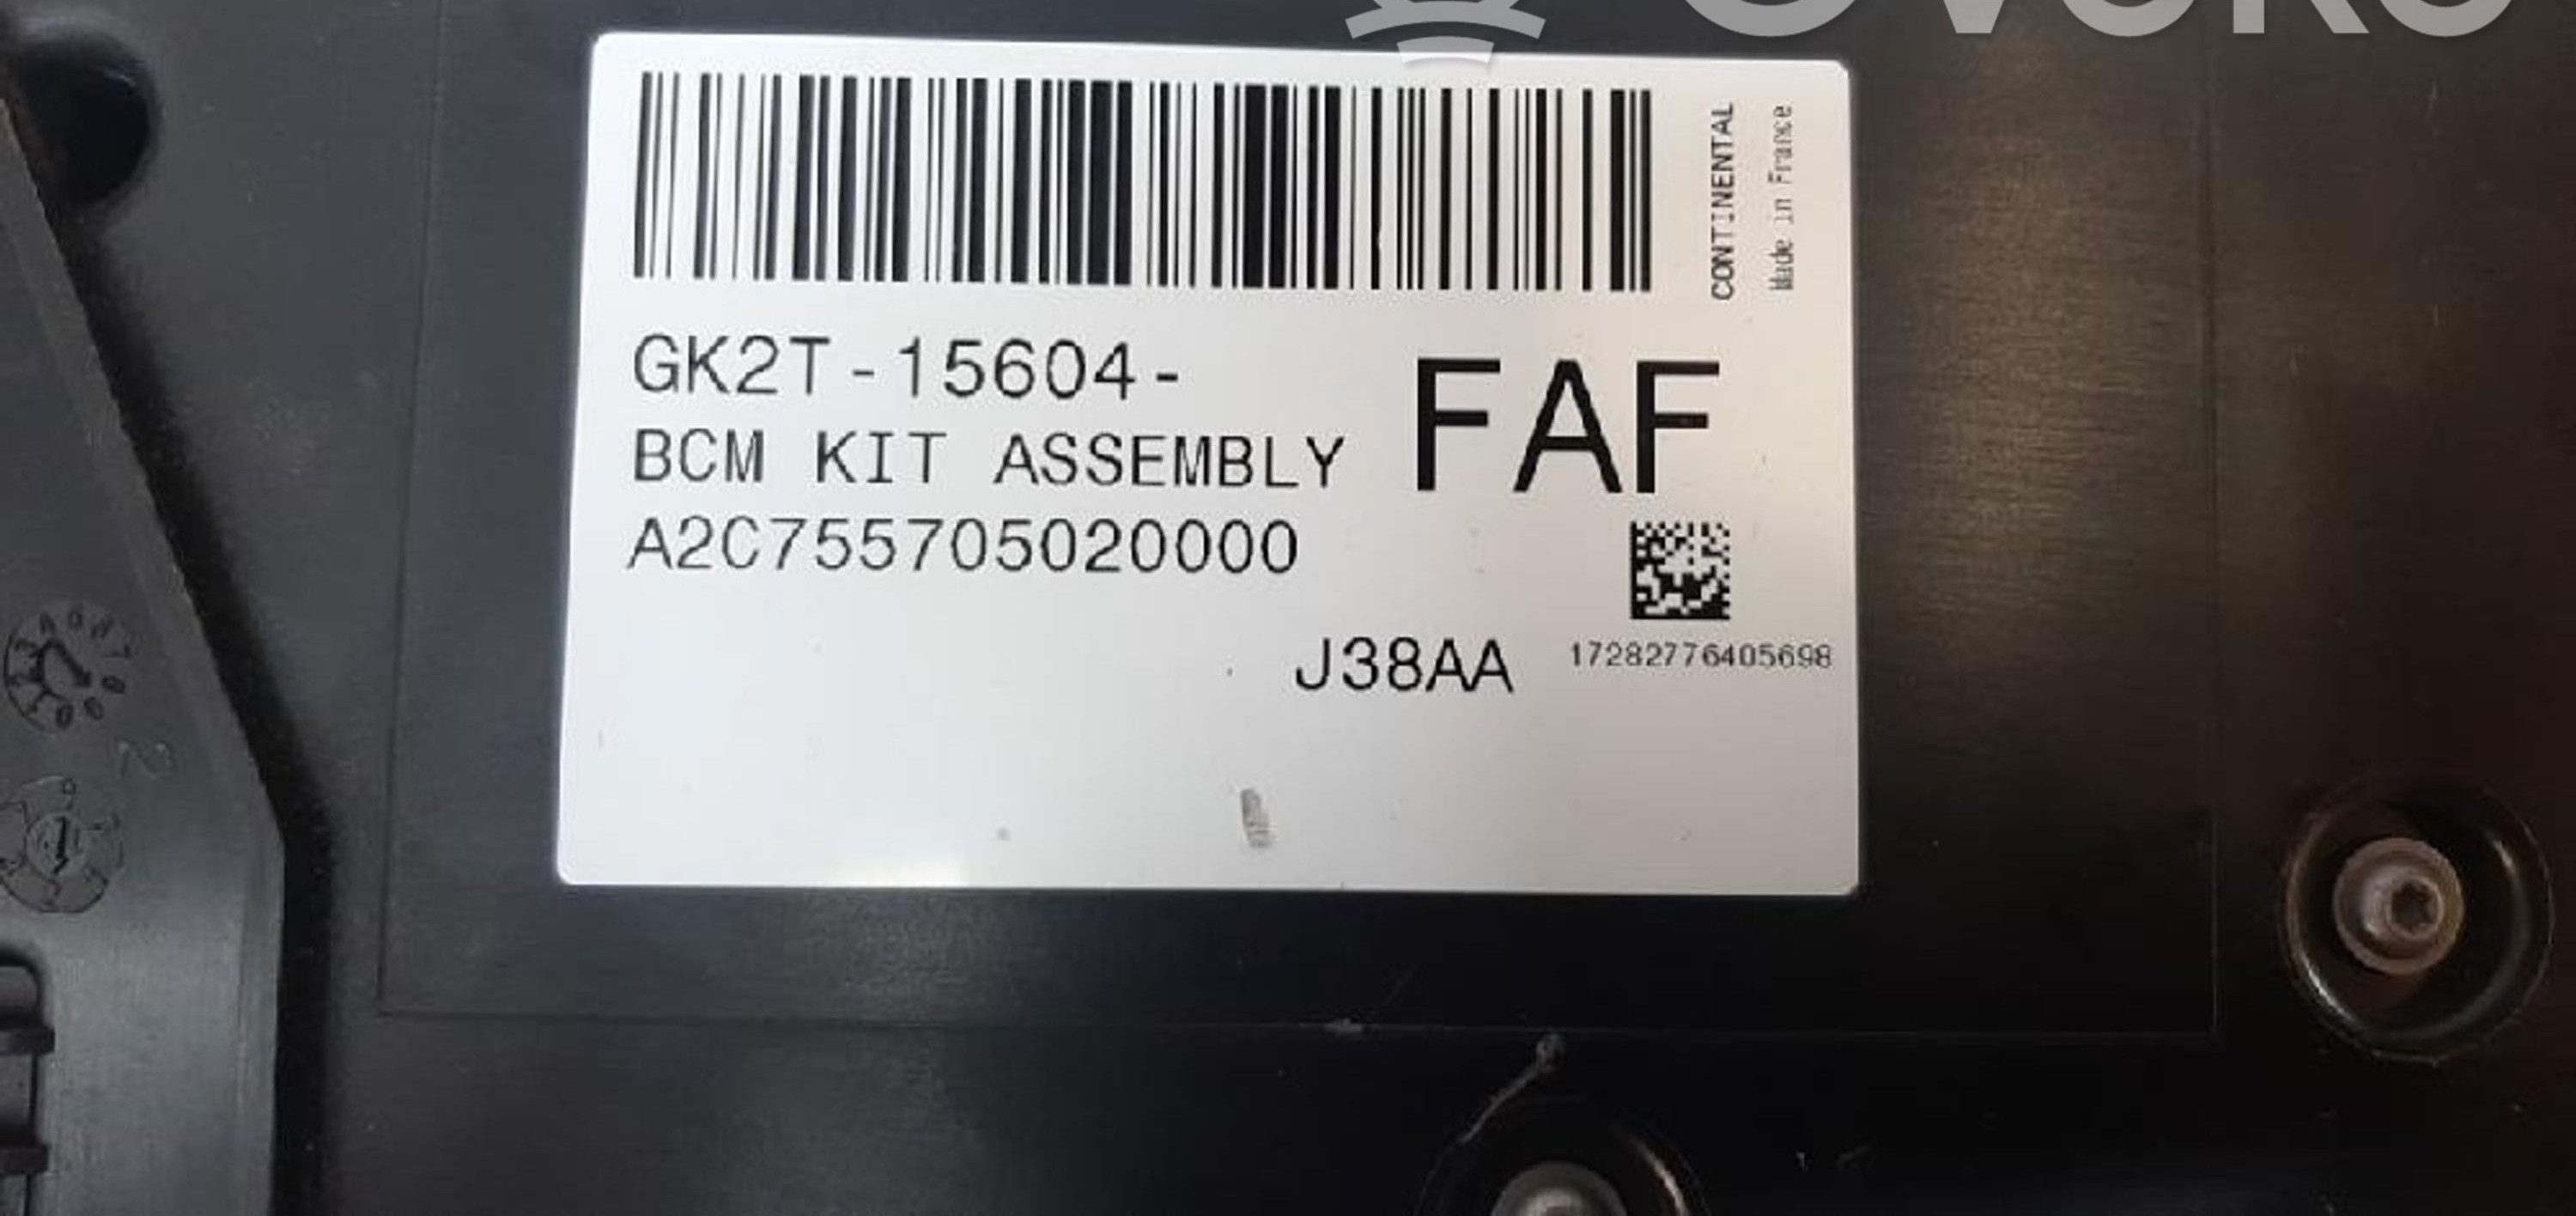 CONTINENTAL
Made in France
GK2T-15604- FAF
BCM KIT ASSEMBLY
A2C755705020000
J38AA
17282776405698